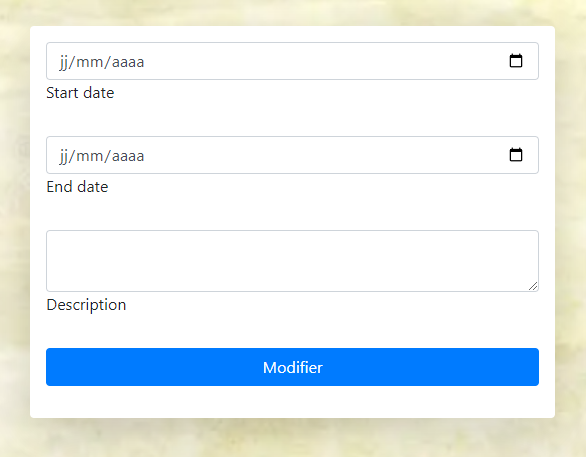 jj/mm/aaaa
Start date
jj/mm/aaaa
End date
Description
Modifier